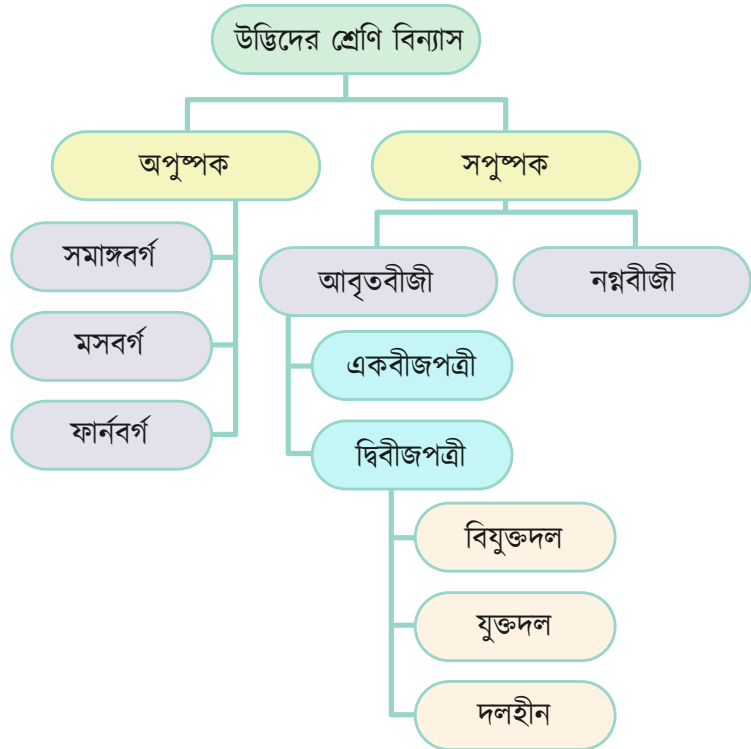 উদ্ভিদের শ্রেণি বিন্যাস
অপুষ্পক
সপুষ্পক
সমাঙ্গবর্গ
মসবর্গ
ফার্নবর্গ
আবৃতবীজী
নগ্নবীজী
একবীজপত্রী
দ্বিবীজপত্রী
বিযুক্তদল
যুক্তদল
দলহীন